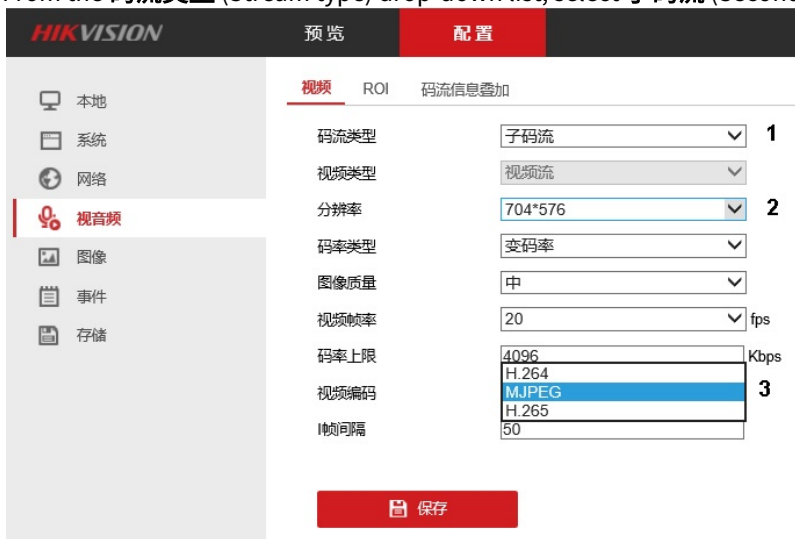 HIKVISION 预览 配置
本地
系统
网络
视音频
图像
事件
存储
视频 ROI 码流信息叠加
码流类型 子码流 1
视频类型 视频流
分辨率 704*576 2
码率类型 变码率
图像质量 中
视频帧率 20 fps
码率上限 4096 Kbps
H.264
视频编码 MJPEG 3
H.265
I帧间隔 50
保存